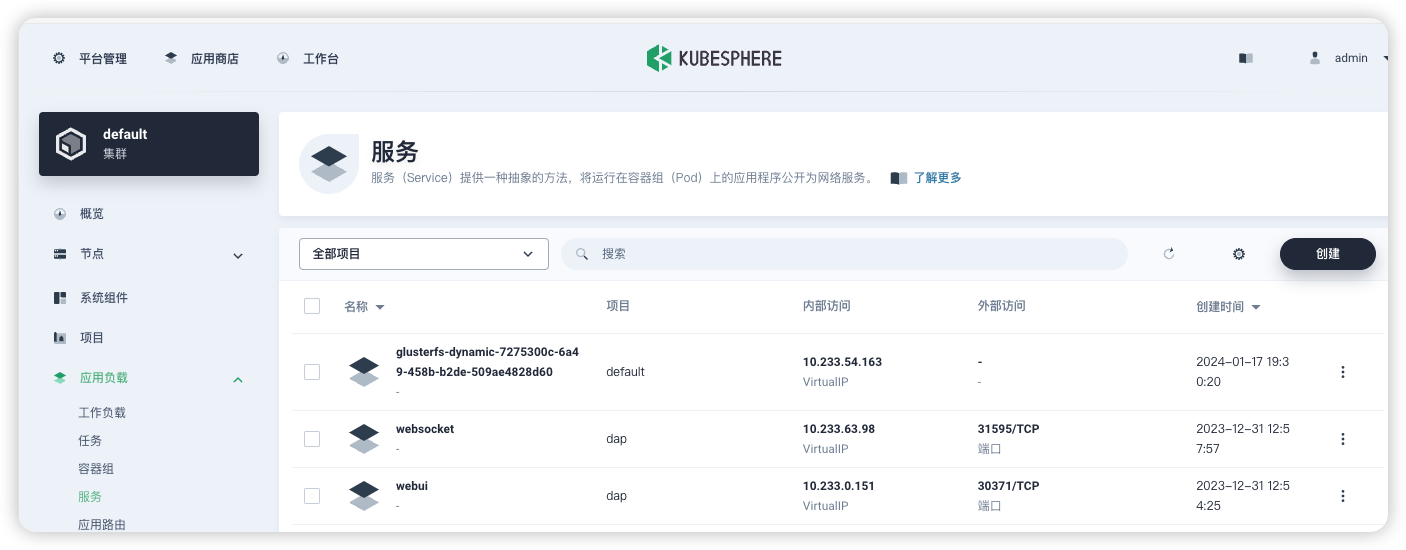 平台管理 应用商店 工作台 KUBESPHERE admin
default
集群
概览
节点
系统组件
项目
应用负载
工作负载
任务
容器组
服务
应用路由
服务
服务（Service）提供一种抽象的方法，将运行在容器组（Pod）上的应用程序公开为网络服务。 了解更多
全部项目 搜索 创建
名称 项目 内部访问 外部访问 创建时间
glusterfs-dynamic-7275300c-6a4
9-458b-b2de-509ae4828d60
-
default
10.233.54.163
VirtualIP
-
-
2024-01-17 19:3
0:20
websocket
-
dap
10.233.63.98
VirtualIP
31595/TCP
端口
2023-12-31 12:5
7:57
webui
-
dap
10.233.0.151
VirtualIP
30371/TCP
端口
2023-12-31 12:5
4:25